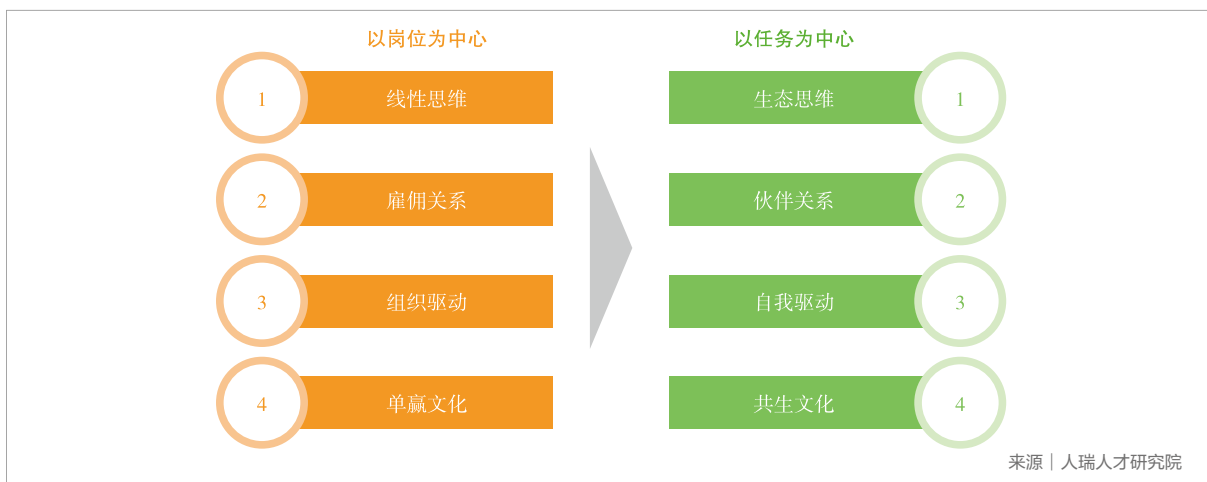 以岗位为中心
1 线性思维
2 雇佣关系
3 组织驱动
4 单赢文化
以任务为中心
生态思维 1
伙伴关系 2
自我驱动 3
共生文化 4
来源｜人瑞人才研究院